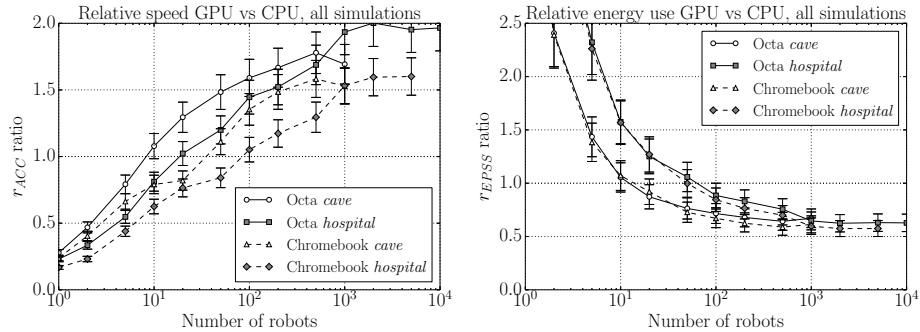 Relative speed GPU vs CPU, all simulations
2.0
1.5
1.0
0.5
0.0
r_ACC ratio
10^0 10^1 10^2 10^3 10^4
Number of robots
Octa cave
Octa hospital
Chromebook cave
Chromebook hospital
Relative energy use GPU vs CPU, all simulations
2.5
2.0
1.5
1.0
0.5
0.0
r_EPSS ratio
10^0 10^1 10^2 10^3 10^4
Number of robots
Octa cave
Octa hospital
Chromebook cave
Chromebook hospital